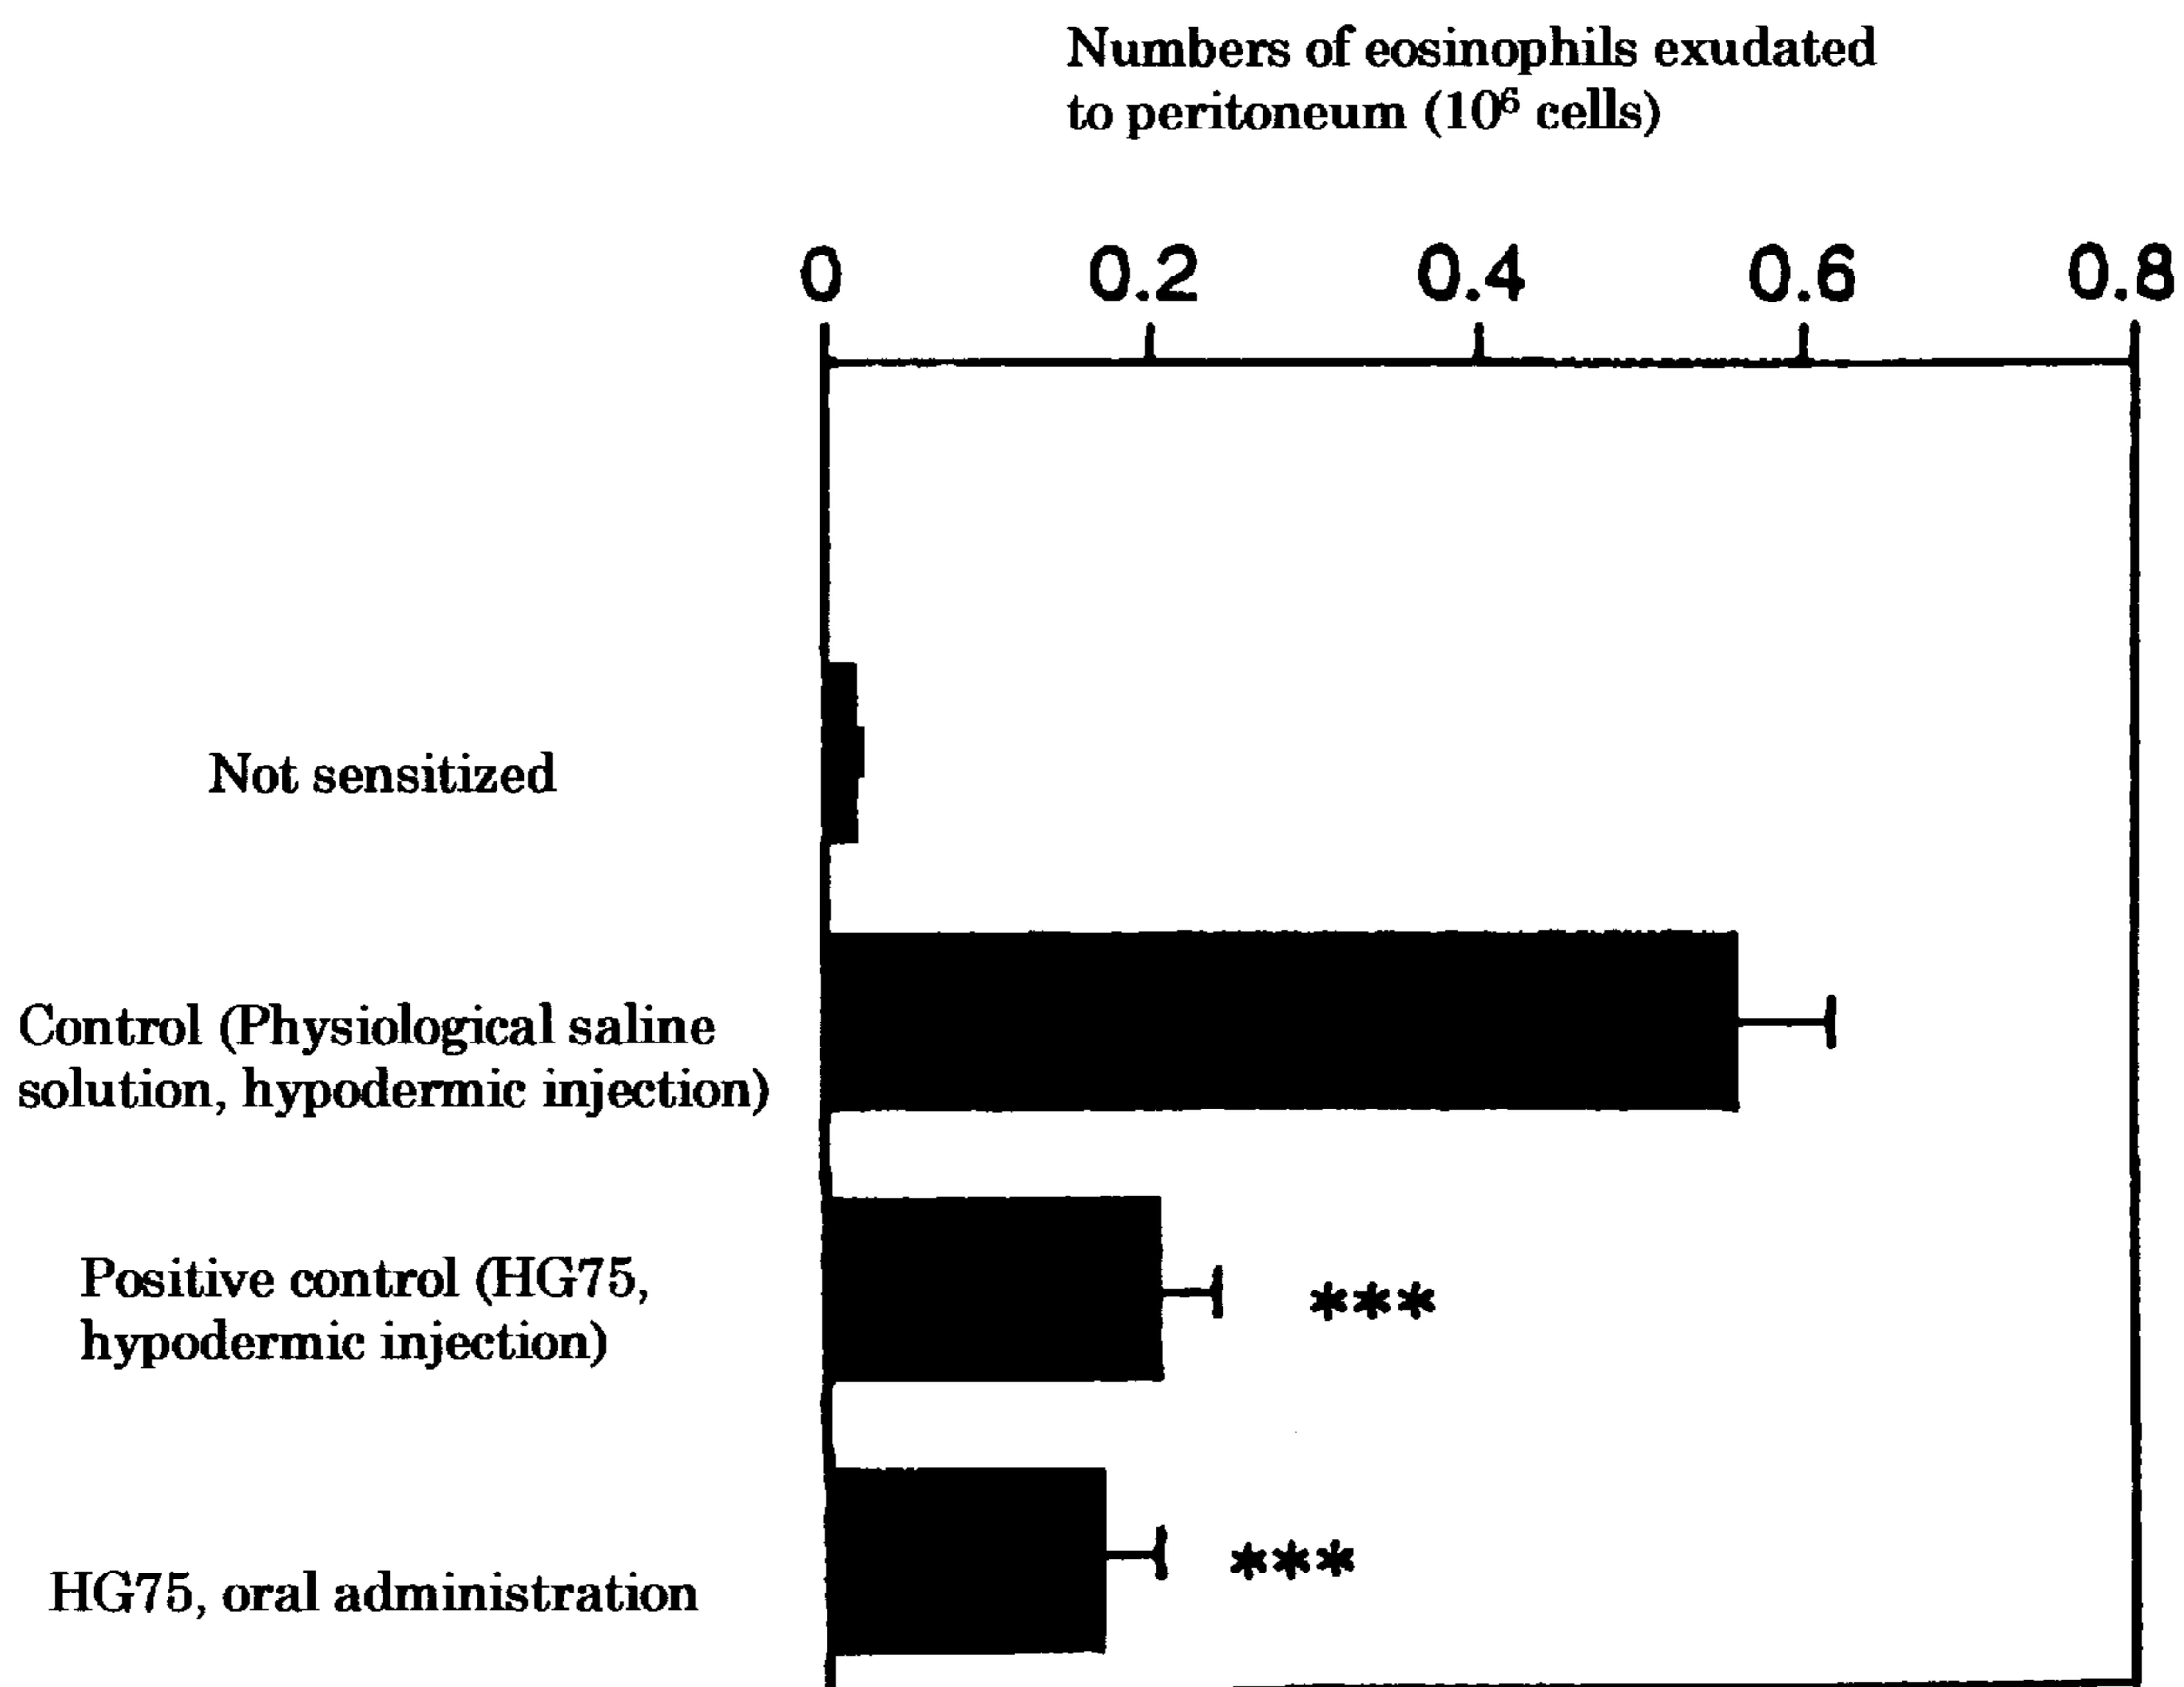 Numbers of eosinophils exudated
to peritoneum (10⁶ cells)
0 0.2 0.4 0.6 0.8
Not sensitized
Control (Physiological saline
solution, hypodermic injection)
Positive control (HG75,
hypodermic injection)
***
HG75, oral administration
***